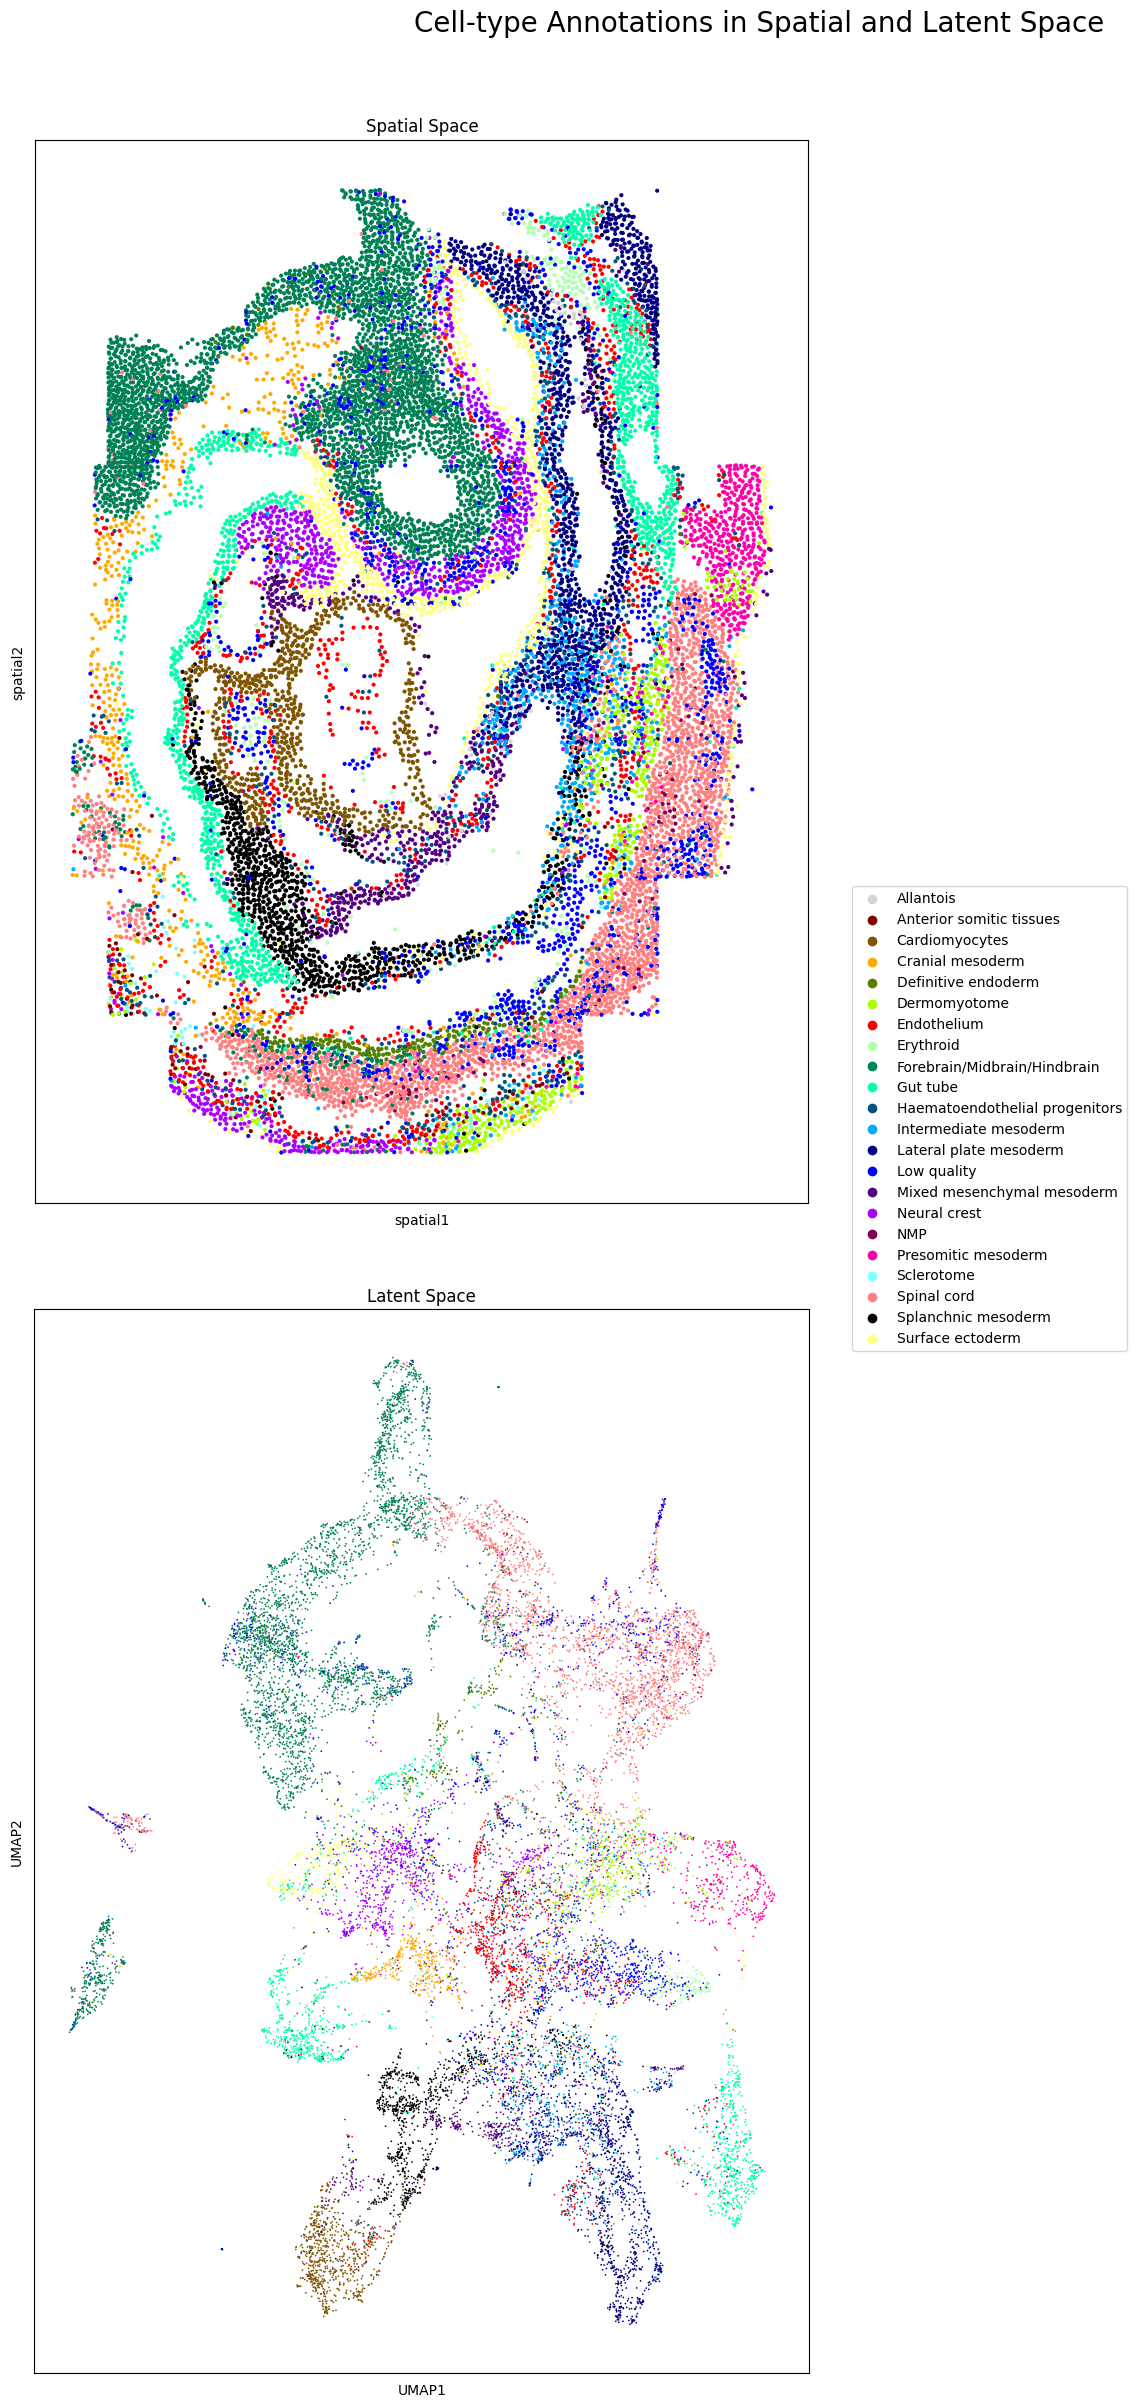 Cell-type Annotations in Spatial and Latent Space
Spatial Space
spatial2
spatial1
Allantois
Anterior somitic tissues
Cardiomyocytes
Cranial mesoderm
Definitive endoderm
Dermomyotome
Endothelium
Erythroid
Forebrain/Midbrain/Hindbrain
Gut tube
Haematoendothelial progenitors
Intermediate mesoderm
Lateral plate mesoderm
Low quality
Mixed mesenchymal mesoderm
Neural crest
NMP
Presomitic mesoderm
Sclerotome
Spinal cord
Splanchnic mesoderm
Surface ectoderm
Latent Space
UMAP2
UMAP1